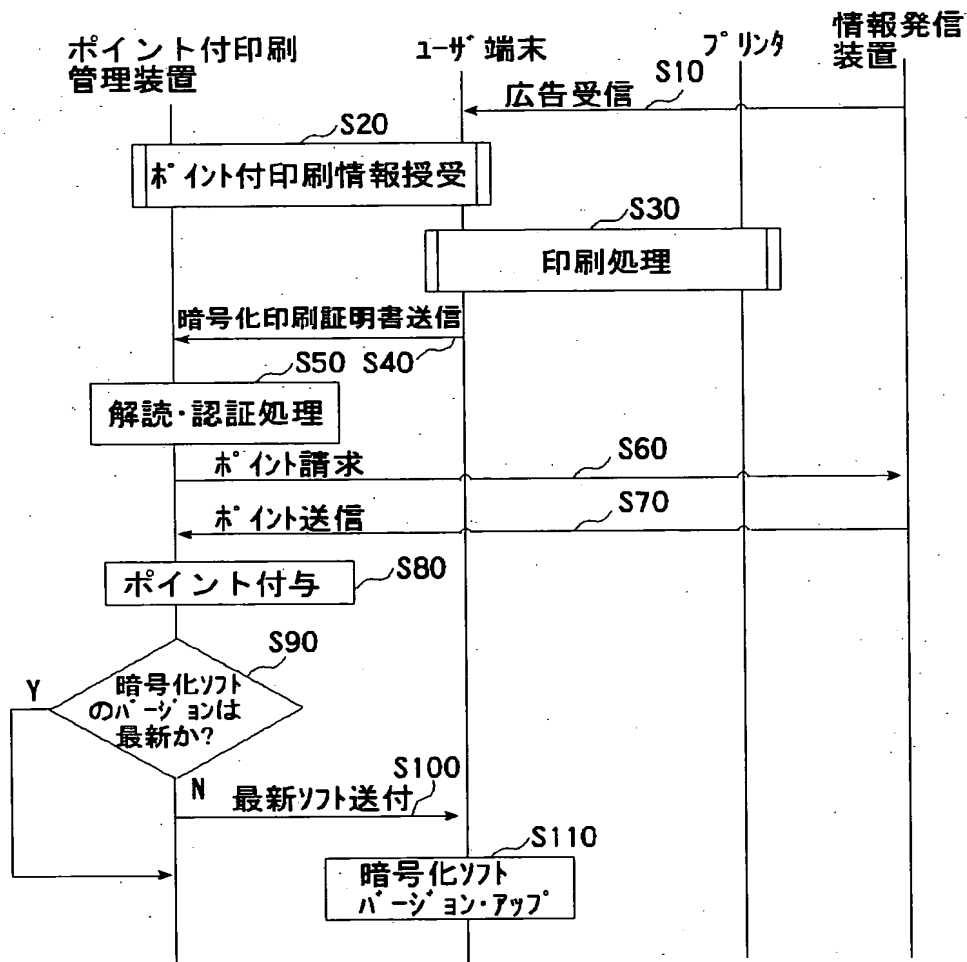 ポイント付印刷
管理装置
ユーザ端末
プリンタ
情報発信
装置
広告受信
S10
S20
ポイント付印刷情報授受
S30
印刷処理
暗号化印刷証明書送信
S40
S50
解読・認証処理
ポイント請求
S60
ポイント送信
S70
ポイント付与
S80
S90
暗号化ソフト
のバージョンは
最新か?
Y
N
最新ソフト送付
S100
S110
暗号化ソフト
バージョン・アップ